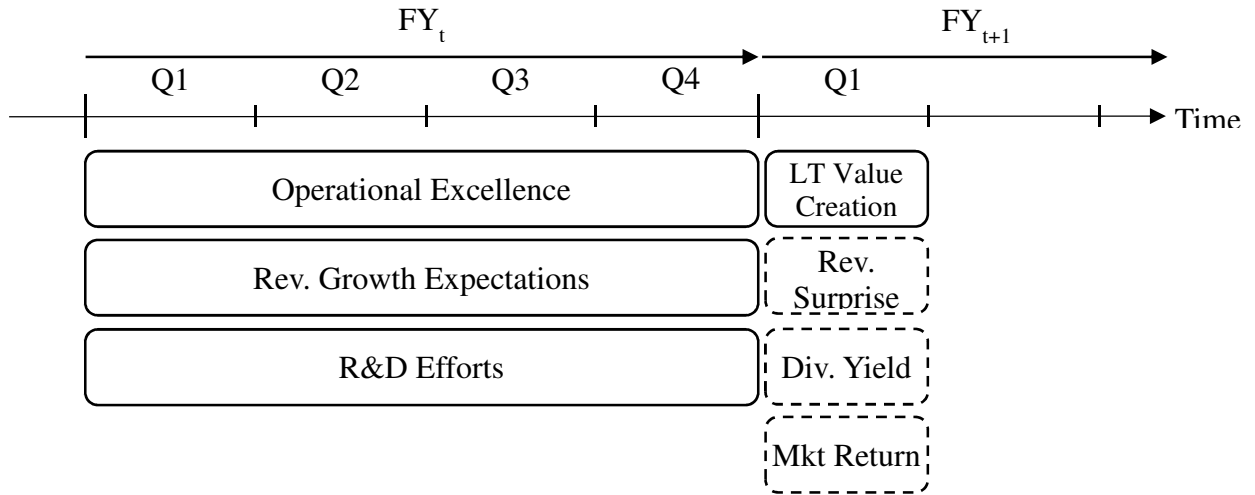 FYt FYt+1
Q1 Q2 Q3 Q4 Q1
Time
Operational Excellence
LT Value
Creation
Rev. Growth Expectations
Rev.
Surprise
R&D Efforts
Div. Yield
Mkt Return